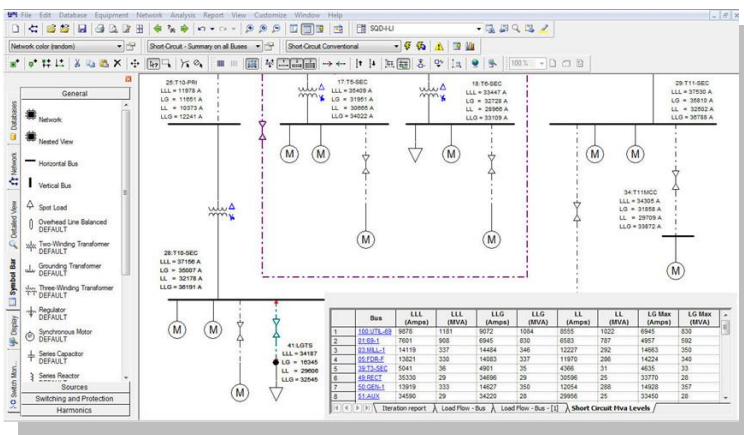 File Edit Database Equipment Network Analysis Report View Customize Window Help
SQD-HLI
Network color (random)
Short-Circuit - Summary on all Buses
Short-Circuit Conventional
100%
General
Network
Nested View
Horizontal Bus
Vertical Bus
Spot Load
Overhead Line Balanced
DEFAULT
Two-Winding Transformer
DEFAULT
Grounding Transformer
DEFAULT
Three-Winding Transformer
DEFAULT
Regulator
DEFAULT
Synchronous Motor
DEFAULT
Series Capacitor
DEFAULT
Series Reactor
Sources
Switching and Protection
Harmonics
Databases
Network
Detailed View
Symbol Bar
Display
Switch Mon...
25:T10-PRI
LLL = 11978 A
LG = 11651 A
LL = 10373 A
LLG = 12241 A
17:T5-SEC
LLL = 35409 A
LG = 31951 A
LL = 30665 A
LLG = 34022 A
18:T6-SEC
LLL = 33447 A
LG = 32728 A
LL = 28966 A
LLG = 33109 A
29:T11-SEC
LLL = 37530 A
LG = 35810 A
LL = 32502 A
LLG = 36788 A
M
M
M
M
M
M
M
M
34:T11MCC
LLL = 34305 A
LG = 31858 A
LL = 29709 A
LLG = 33872 A
M
28:T10-SEC
LLL = 37156 A
LG = 35007 A
LL = 32178 A
LLG = 36191 A
M
M
M
41:LGTS
LLL = 34187
LG = 16345
LL = 29606
LLG = 32545
Bus LLL (Amps) LLL (MVA) LLG (Amps) LLG (MVA) LL (Amps) LL (MVA) LG Max (Amps) LG Max (MVA)
1 100:UTIL-69 9878 1181 9072 1084 8555 1022 6945 830
2 01:69-1 7601 908 6945 830 6583 787 4957 592
3 03:MILL-1 14119 337 14484 346 12227 292 14663 350
4 05:FDR-F 13821 330 14083 337 11970 286 14224 340
5 39:T3-SEC 5041 36 4901 35 4366 31 4635 33
6 49:RECT 35330 29 34696 29 30596 25 33770 28
7 50:GEN-1 13919 333 14627 350 12054 288 14928 357
8 51:AUX 34590 29 34220 28 29956 25 33450 28
Iteration report Load Flow - Bus Load Flow - Bus - [1] Short Circuit Mva Levels